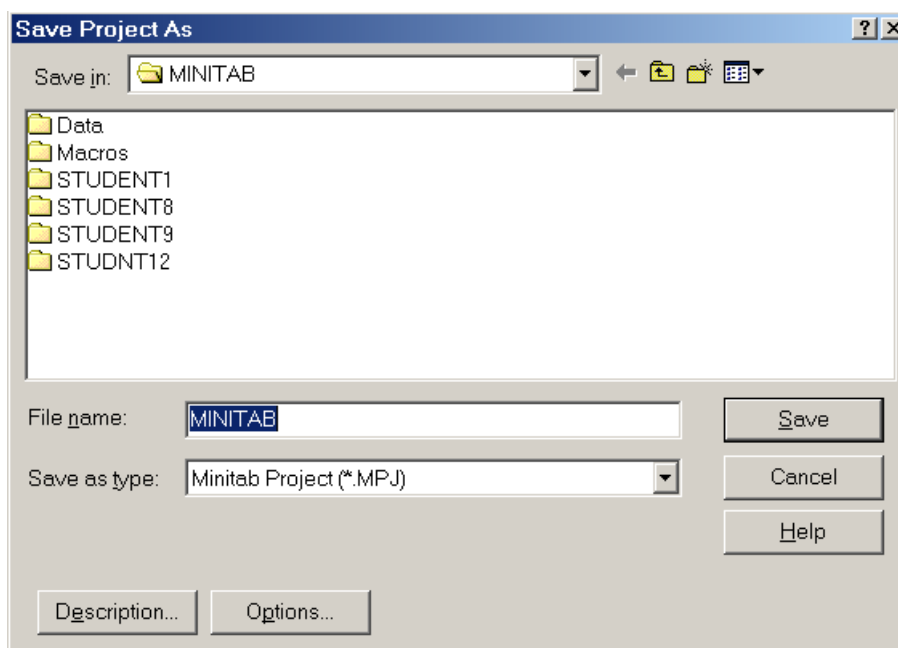 Save Project As
Save in: MINITAB
Data
Macros
STUDENT1
STUDENT8
STUDENT9
STUDNT12
File name: MINITAB Save
Save as type: Minitab Project (*.MPJ) Cancel
Help
Description... Options...